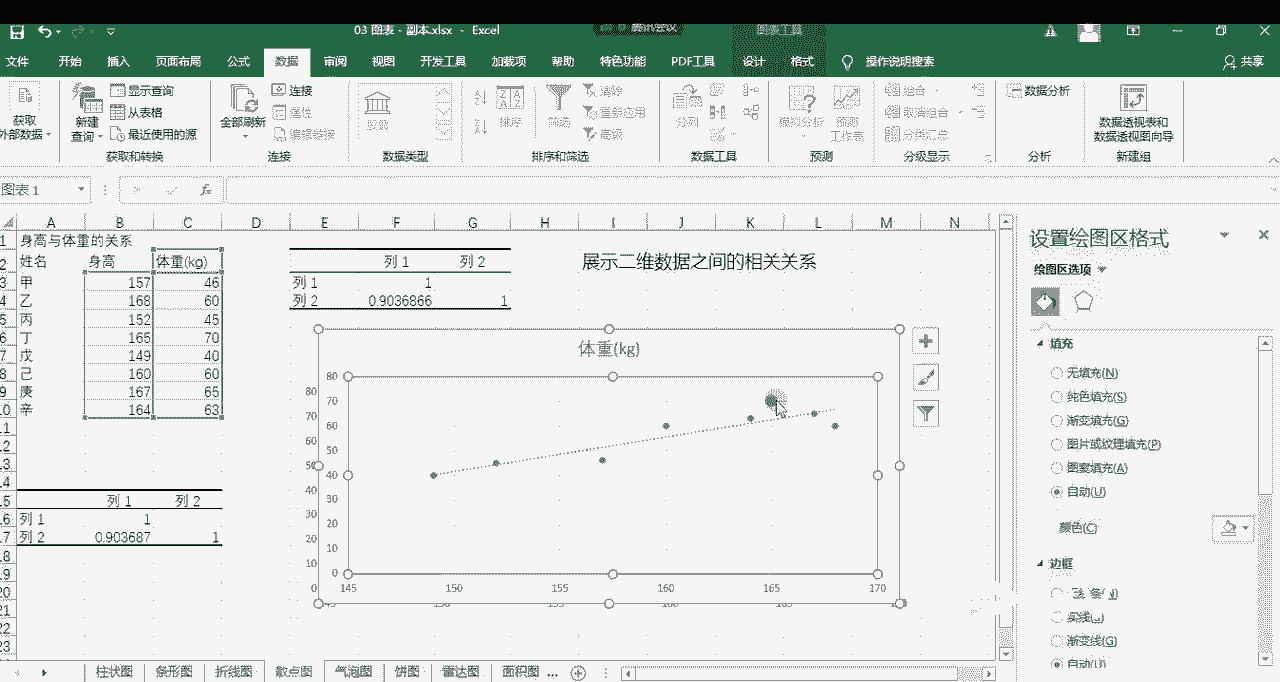 03 图表 - 副本.xlsx - Excel
腾讯会议
图表工具
文件 开始 插入 页面布局 公式 数据 审阅 视图 开发工具 加载项 帮助 特色功能 PDF工具 设计 格式 操作说明搜索 共享
获取
外部数据
新建
查询
显示查询
从表格
最近使用的源
获取和转换
全部刷新
连接
属性
编辑链接
连接
股票
数据类型
排序
筛选
清除
重新应用
高级
排序和筛选
分列
数据工具
模拟分析
预测
工作表
预测
组合
取消组合
分类汇总
分级显示
数据分析
分析
数据透视表和
数据透视图向导
新建组
图表 1
fx
A B C D E F G H I J K L M N
1 身高与体重的关系
2 姓名 身高 体重(kg) 列 1 列 2 展示二维数据之间的相关关系
3 甲 157 46 列 1 1
4 乙 168 60 列 2 0.9036866 1
5 丙 152 45
6 丁 165 70
7 戊 149 40
8 己 160 60
9 庚 167 65
10 辛 164 63
列 1 列 2
列 1 1
列 2 0.903687 1
体重(kg)
80
70
60
50
40
30
20
10
0
145 150 155 160 165 170
80
70
60
50
40
30
20
10
0
设置绘图区格式
绘图区选项
填充
无填充(N)
纯色填充(S)
渐变填充(G)
图片或纹理填充(P)
图案填充(A)
自动(U)
颜色(C)
边框
实线
渐变线(G)
自动(U)
柱状图 条形图 折线图 散点图 气泡图 饼图 雷达图 面积图 ...